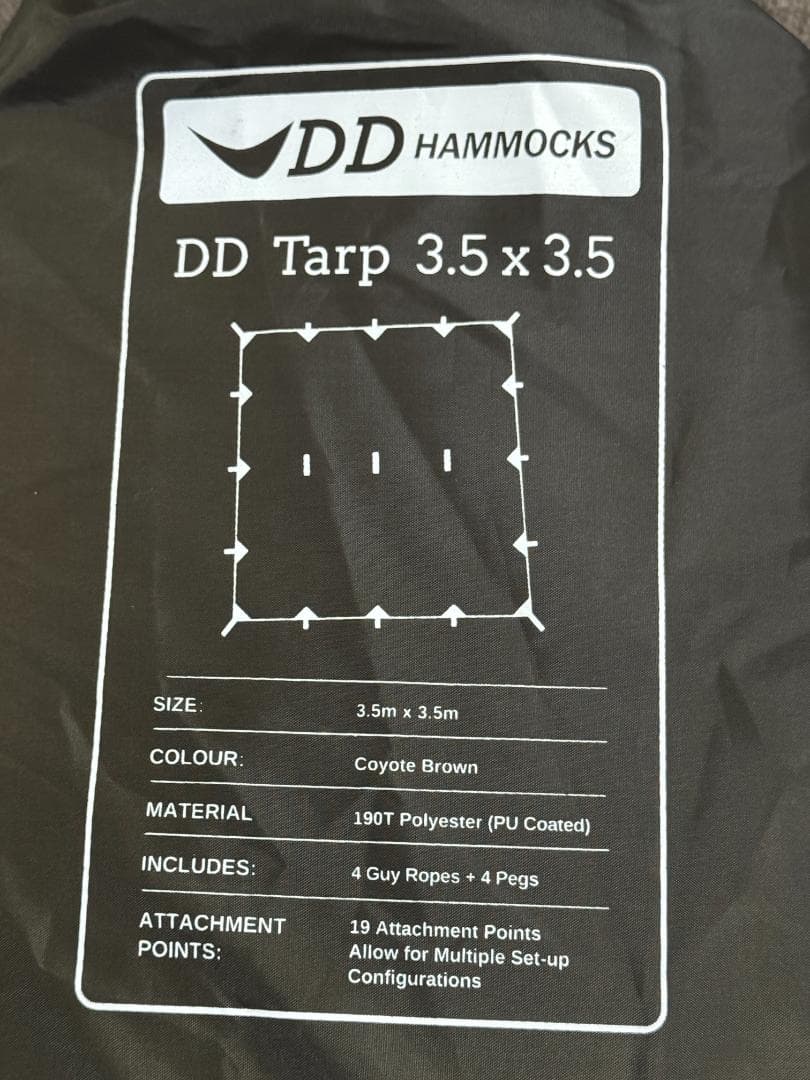 DD HAMMOCKS
DD Tarp 3.5 x 3.5
SIZE: 3.5m x 3.5m
COLOUR: Coyote Brown
MATERIAL 190T Polyester (PU Coated)
INCLUDES: 4 Guy Ropes + 4 Pegs
ATTACHMENT POINTS: 19 Attachment Points
Allow for Multiple Set-up
Configurations